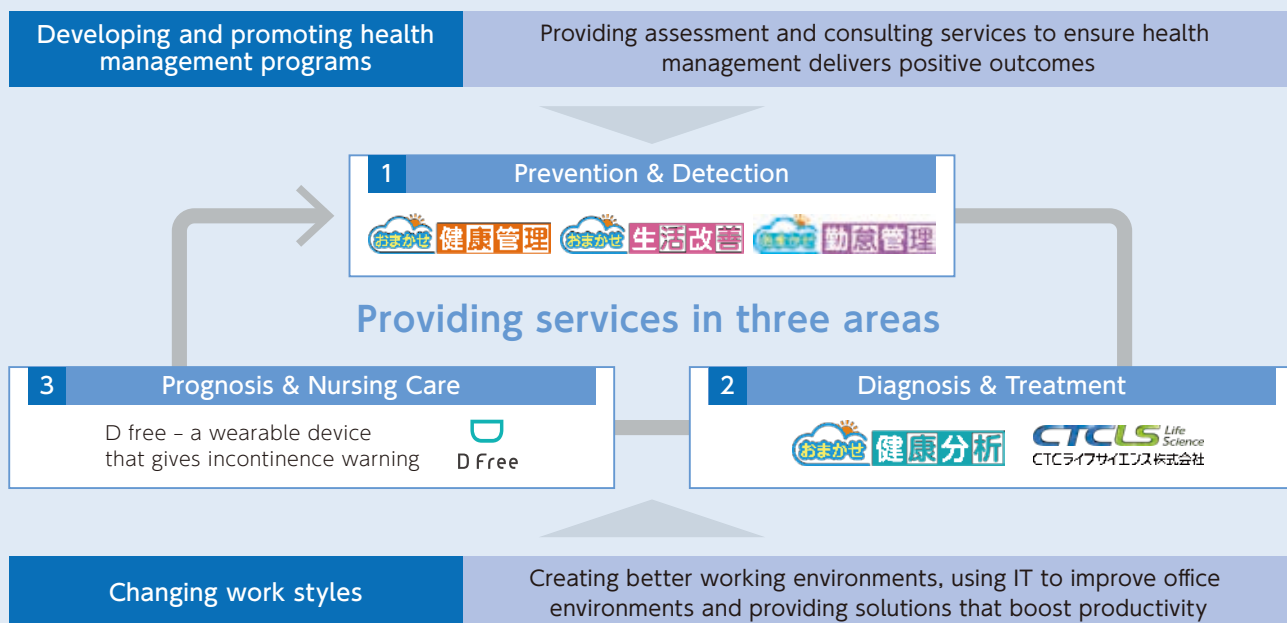 Developing and promoting health
management programs
Providing assessment and consulting services to ensure health
management delivers positive outcomes
1 Prevention & Detection
おまかせ 健康管理 おまかせ 生活改善 おまかせ 勤怠管理
Providing services in three areas
3 Prognosis & Nursing Care
D free – a wearable device
that gives incontinence warning
D Free
2 Diagnosis & Treatment
おまかせ 健康分析
CTCLS Life
Science
CTCライフサイエンス株式会社
Changing work styles
Creating better working environments, using IT to improve office
environments and providing solutions that boost productivity